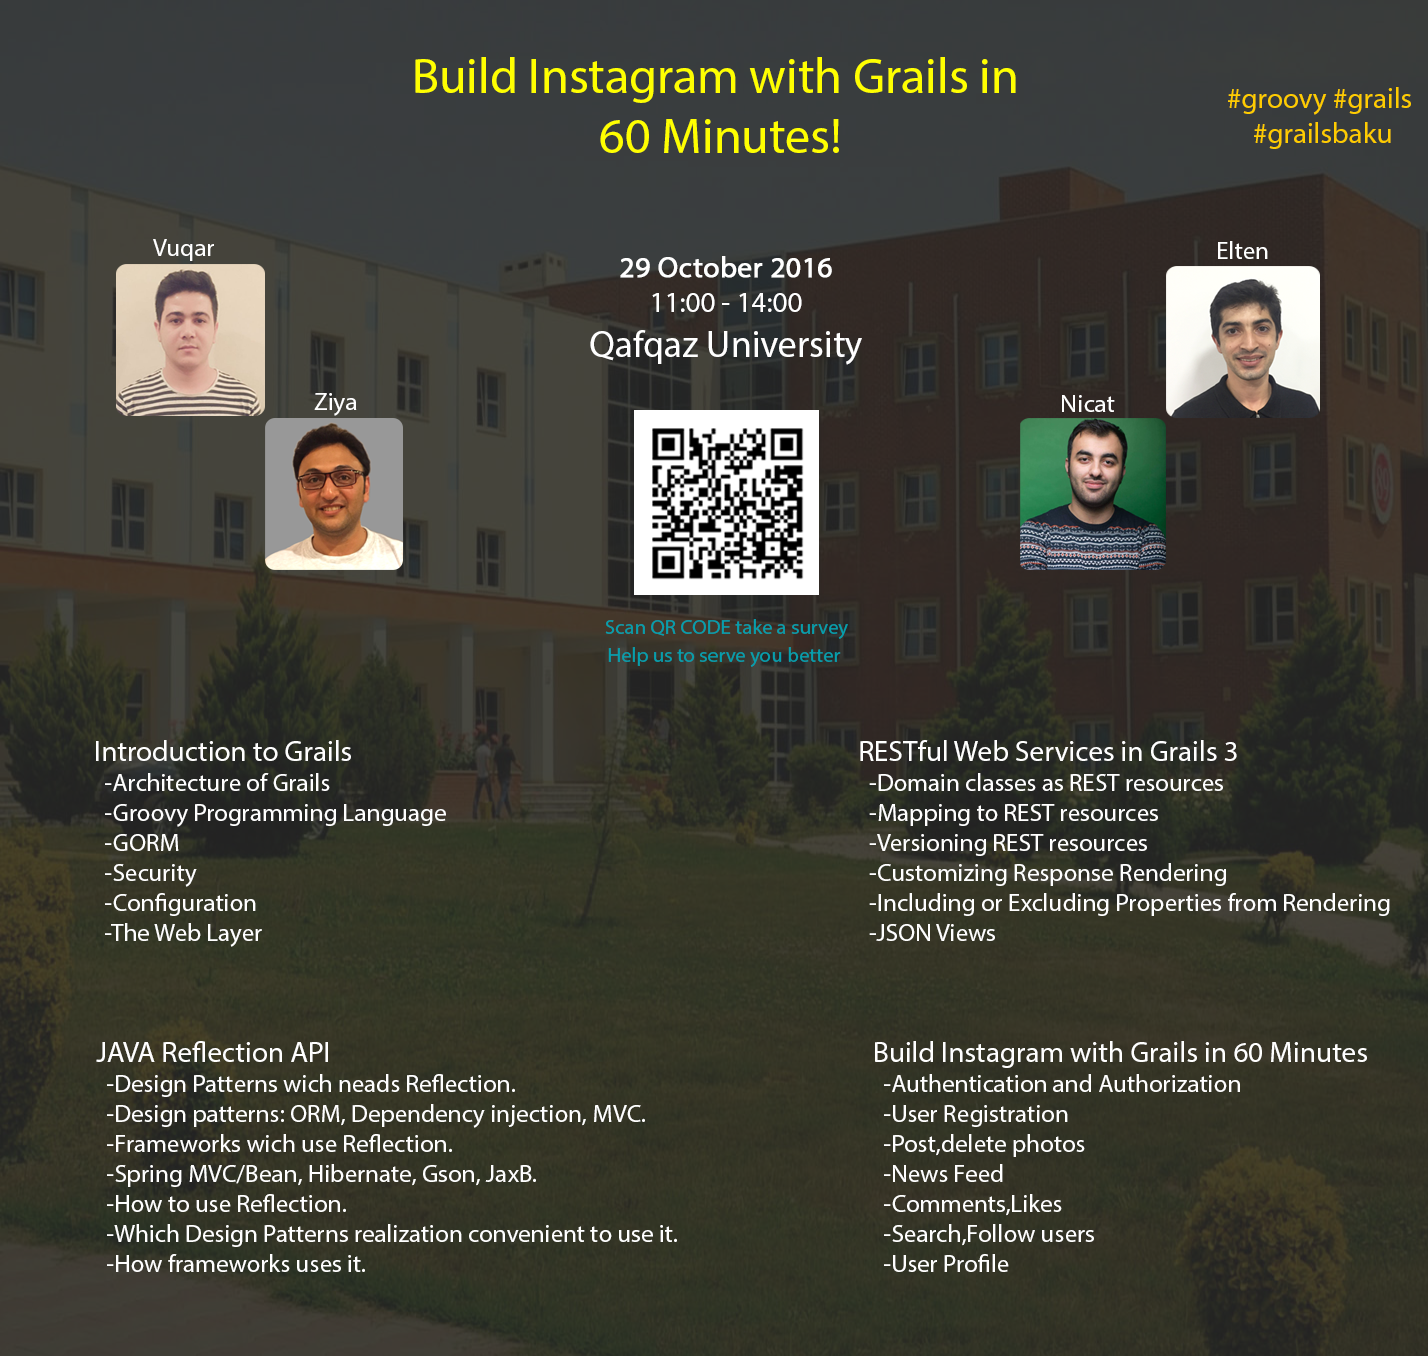 Build Instagram with Grails in
60 Minutes!
#groovy #grails
#grailsbaku
Vuqar
Elten
29 October 2016
11:00 - 14:00
Qafqaz University
Ziya
Nicat
Scan QR CODE take a survey
Help us to serve you better
Introduction to Grails
-Architecture of Grails
-Groovy Programming Language
-GORM
-Security
-Configuration
-The Web Layer
RESTful Web Services in Grails 3
-Domain classes as REST resources
-Mapping to REST resources
-Versioning REST resources
-Customizing Response Rendering
-Including or Excluding Properties from Rendering
-JSON Views
JAVA Reflection API
-Design Patterns wich neads Reflection.
-Design patterns: ORM, Dependency injection, MVC.
-Frameworks wich use Reflection.
-Spring MVC/Bean, Hibernate, Gson, JaxB.
-How to use Reflection.
-Which Design Patterns realization convenient to use it.
-How frameworks uses it.
Build Instagram with Grails in 60 Minutes
-Authentication and Authorization
-User Registration
-Post,delete photos
-News Feed
-Comments,Likes
-Search,Follow users
-User Profile